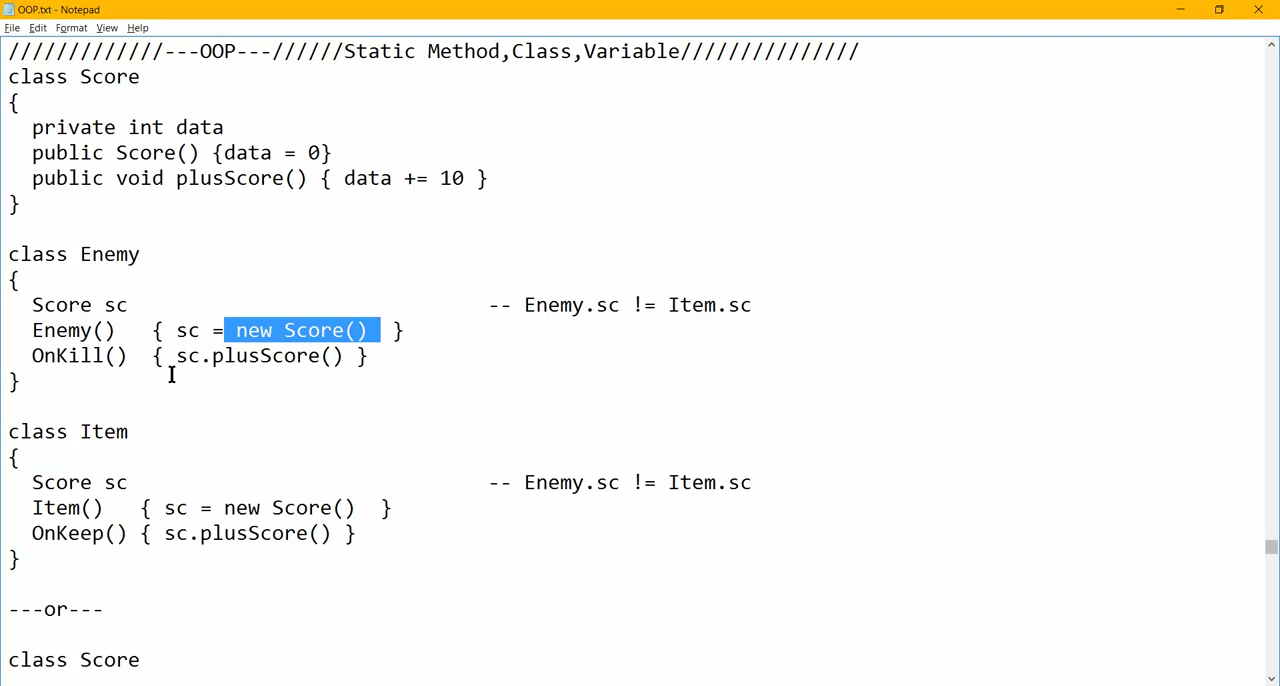 OOP.txt - Notepad
File Edit Format View Help
/////////////---OOP---//////Static Method,Class,Variable///////////////
class Score
{
  private int data
  public Score() {data = 0}
  public void plusScore() { data += 10 }
}

class Enemy
{
  Score sc                              -- Enemy.sc != Item.sc
  Enemy()   { sc = new Score()  }
  OnKill()  { sc.plusScore() }
}

class Item
{
  Score sc                              -- Enemy.sc != Item.sc
  Item()   { sc = new Score()  }
  OnKeep() { sc.plusScore() }
}

---or---

class Score